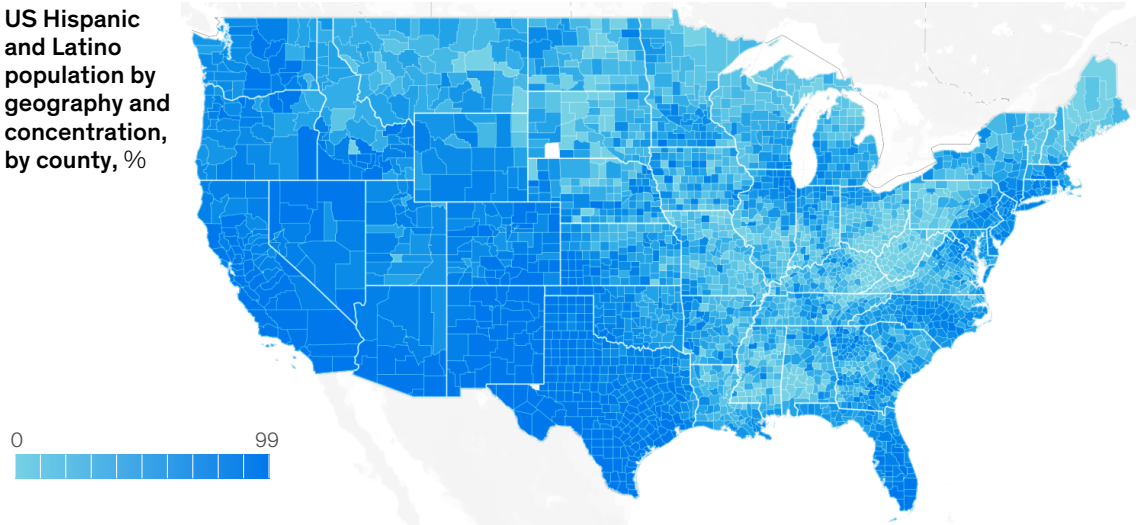 US Hispanic
and Latino
population by
geography and
concentration,
by county, %
0 99